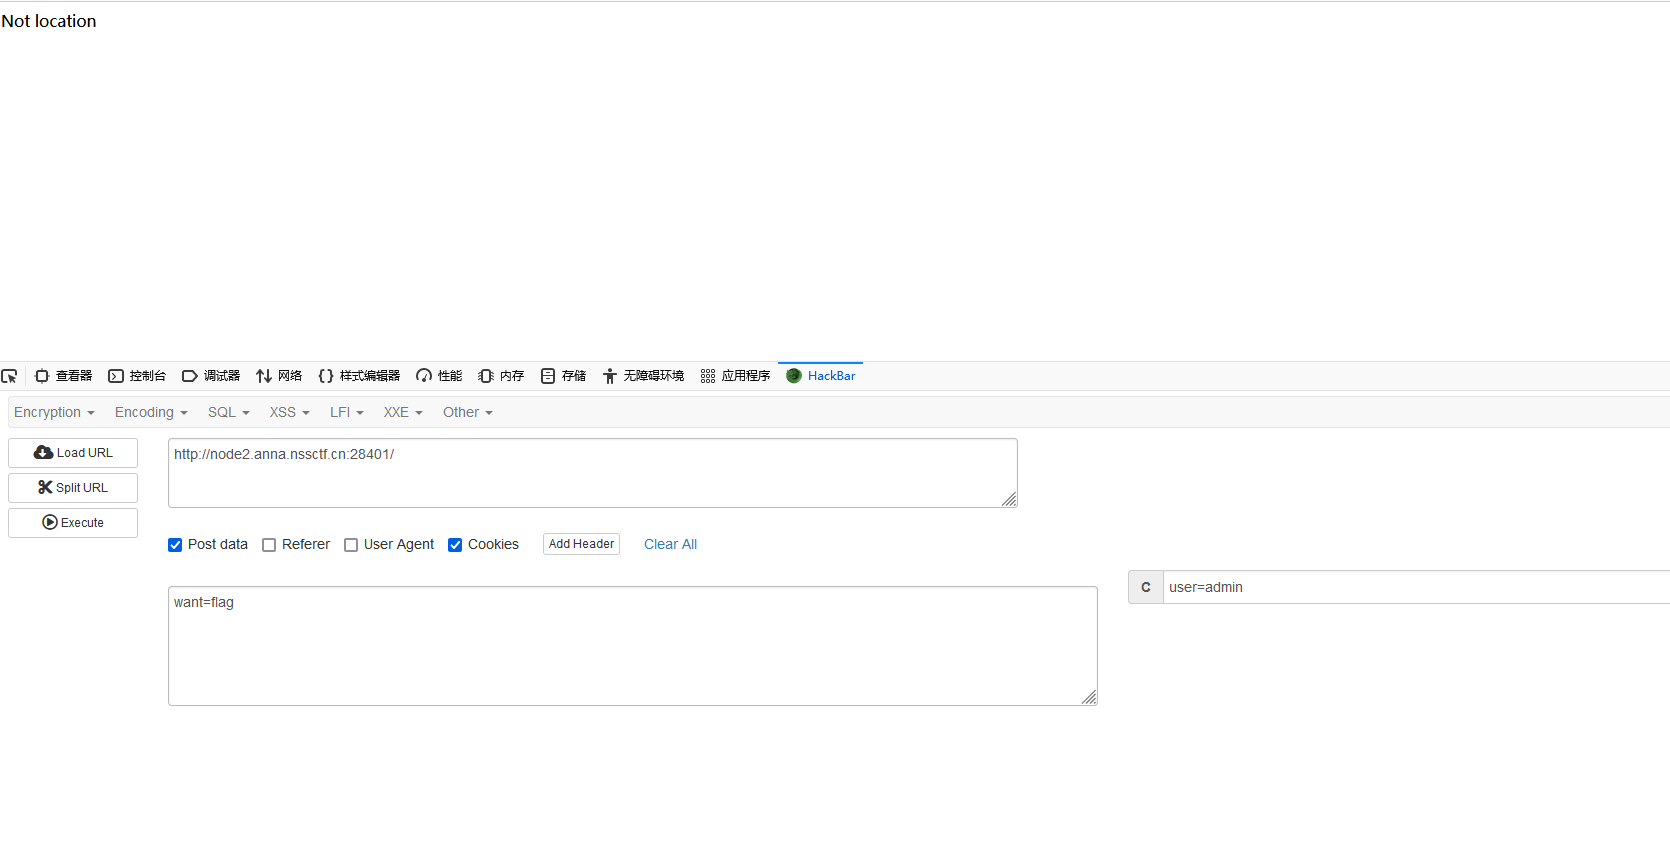 Not location
查看器 控制台 调试器 网络 样式编辑器 性能 内存 存储 无障碍环境 应用程序 HackBar
Encryption Encoding SQL XSS LFI XXE Other
Load URL
http://node2.anna.nssctf.cn:28401/
Split URL
Execute
Post data Referer User Agent Cookies Add Header Clear All
C user=admin
want=flag